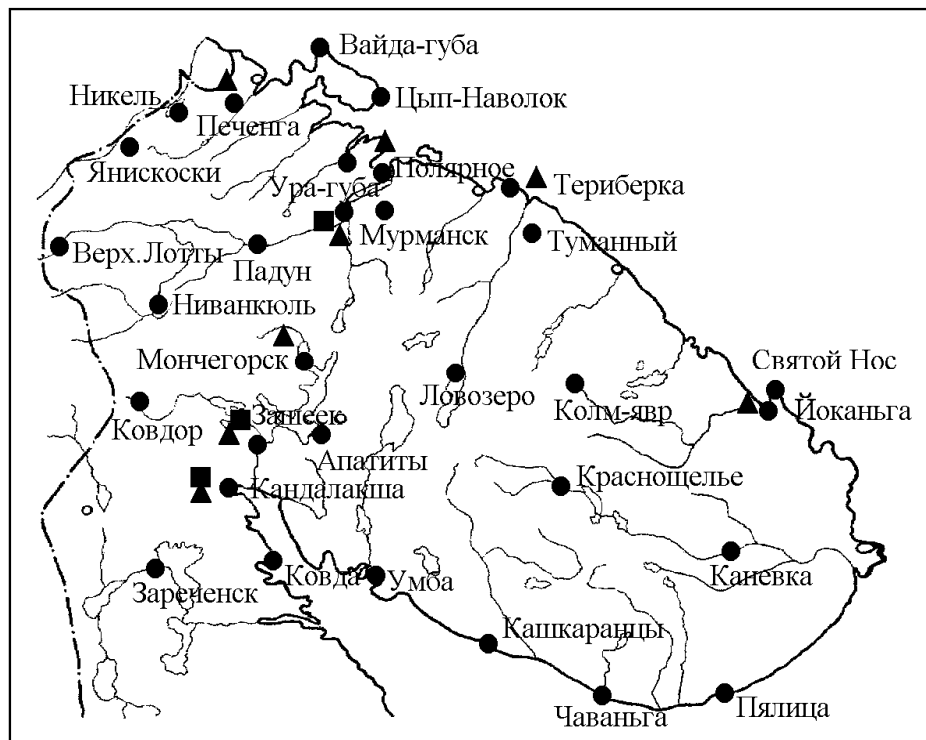 Вайда-губа
Никель
Цып-Наволок
Печенга
Янискоски
Полярное
Ура-губа
Териберка
Мурманск
Туманный
Верх.Лотты
Падун
Ниванкюль
Мончегорск
Святой Нос
Ловозеро
Колм-явр
Йоканьга
Ковдор
Апатиты
Краснощелье
Кандалакша
Каневка
Ковда
Умба
Зареченск
Кашкаранцы
Чаваньга
Пялица